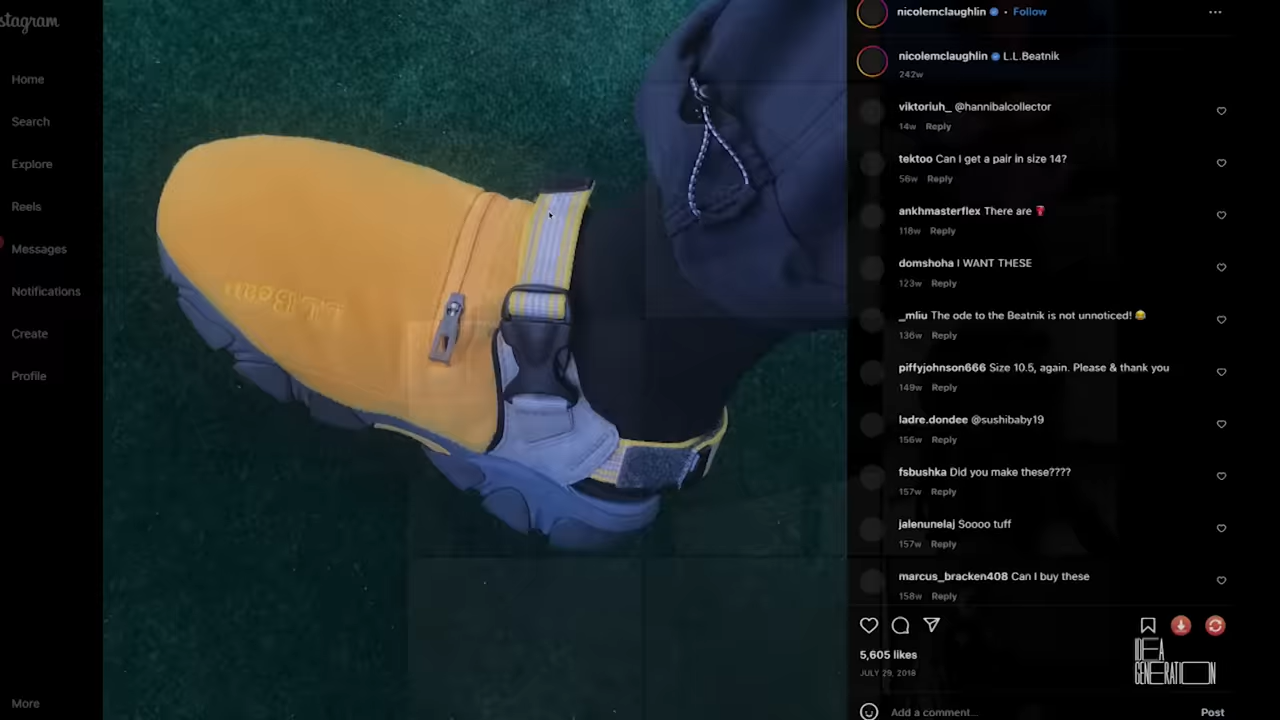 stagram
Home
Search
Explore
Reels
Messages
Notifications
Create
Profile
More
L.L.Bean
nicolemclaughlin • Follow
nicolemclaughlin L.L.Beatnik
242w
viktoriuh_ @hannibalcollector
14w Reply
tektoo Can I get a pair in size 14?
56w Reply
ankhmasterflex There are 🥤
118w Reply
domshoha I WANT THESE
123w Reply
_mliu The ode to the Beatnik is not unnoticed! 😂
136w Reply
piffyjohnson666 Size 10.5, again. Please & thank you
149w Reply
ladre.dondee @sushibaby19
156w Reply
fsbushka Did you make these????
157w Reply
jalenunelaj Soooo tuff
157w Reply
marcus_bracken408 Can I buy these
158w Reply
5,605 likes
JULY 29, 2018
IDEA
GENERATION
Add a comment... Post